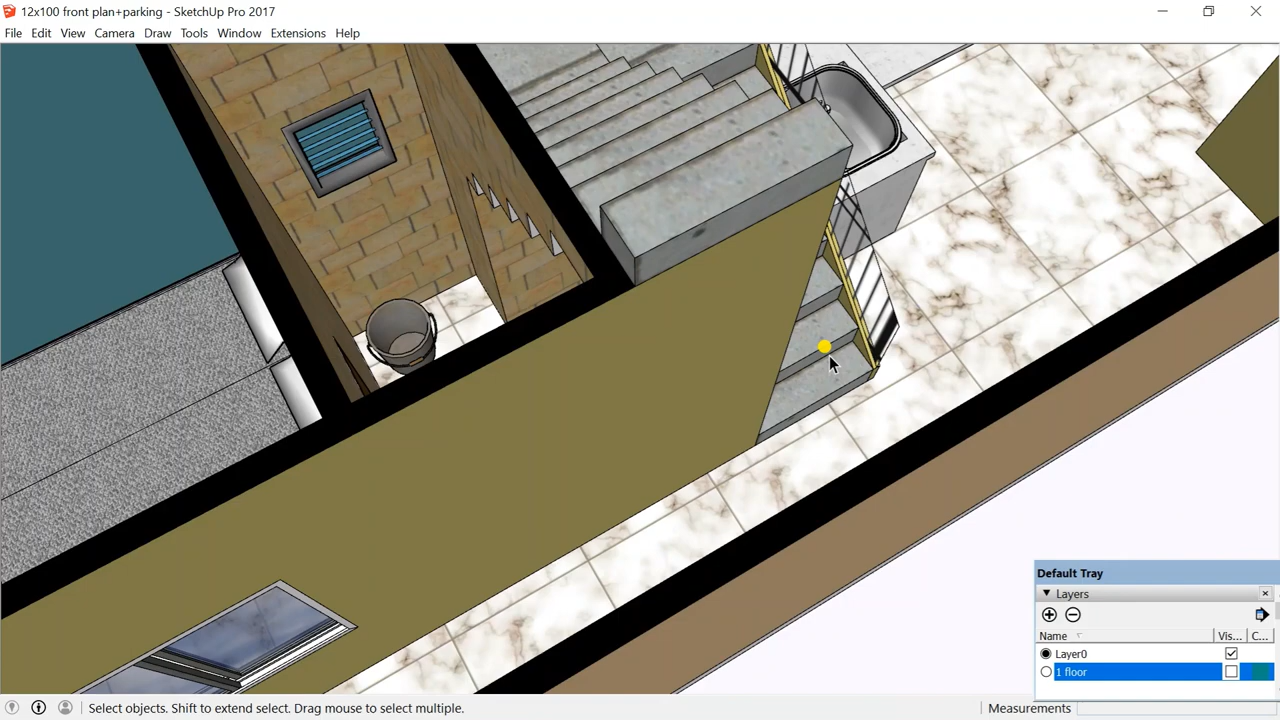 12x100 front plan+parking - SketchUp Pro 2017
File Edit View Camera Draw Tools Window Extensions Help
Default Tray
Layers
Name Vis... C...
Layer0
1 floor
Select objects. Shift to extend select. Drag mouse to select multiple. Measurements